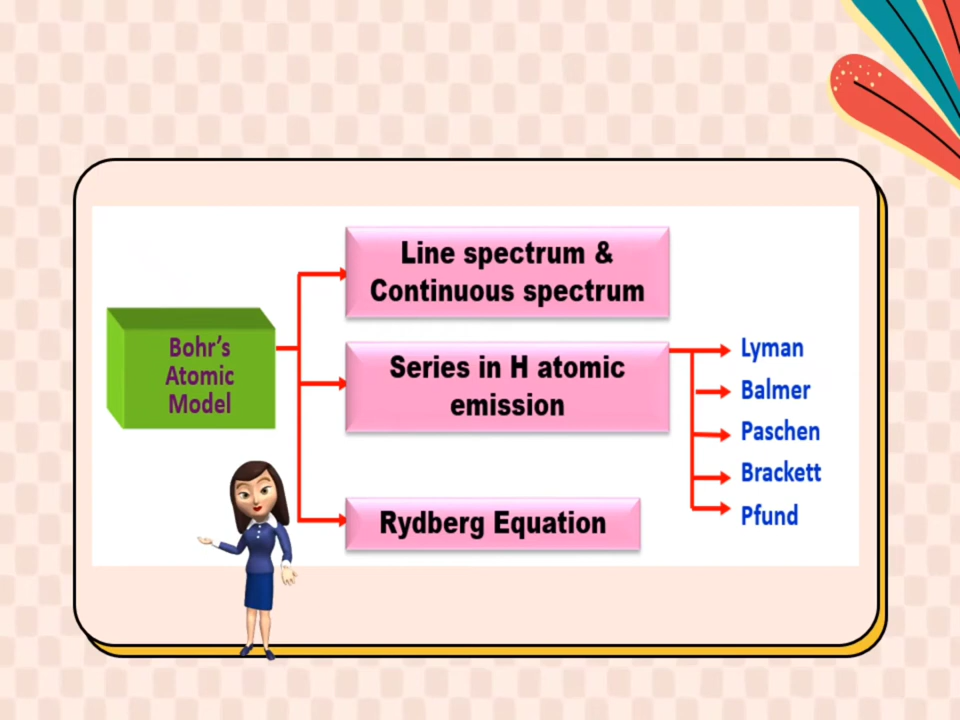 Line spectrum &
Continuous spectrum
Bohr's
Atomic
Model
Series in H atomic
emission
Lyman
Balmer
Paschen
Brackett
Pfund
Rydberg Equation